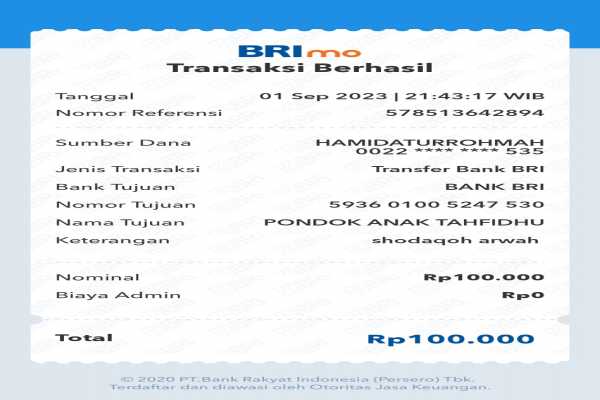 BRImo
Transaksi Berhasil
Tanggal 01 Sep 2023 | 21:43:17 WIB
Nomor Referensi 578513642894
Sumber Dana HAMIDATURROHMAH
0022 **** **** 535
Jenis Transaksi Transfer Bank BRI
Bank Tujuan BANK BRI
Nomor Tujuan 5936 0100 5247 530
Nama Tujuan PONDOK ANAK TAHFIDHU
Keterangan shodaqoh arwah
Nominal Rp100.000
Biaya Admin Rp0
Total Rp100.000
© 2020 PT.Bank Rakyat Indonesia (Persero) Tbk.
Terdaftar dan diawasi oleh Otoritas Jasa Keuangan.